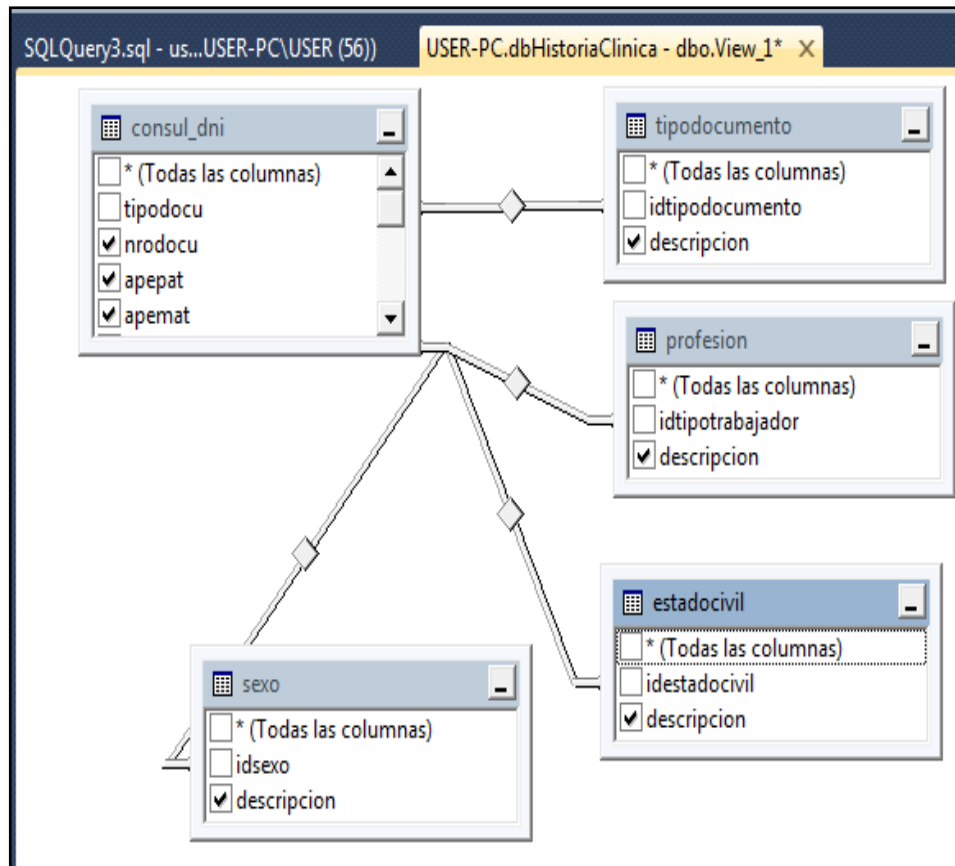 SQLQuery3.sql - us...USER-PC\USER (56))
USER-PC.dbHistoriaClinica - dbo.View_1*
consul_dni
* (Todas las columnas)
tipodocu
nrodocu
apepat
apemat
tipodocumento
* (Todas las columnas)
idtipodocumento
descripcion
profesion
* (Todas las columnas)
idtipotrabajador
descripcion
estadocivil
* (Todas las columnas)
idestadocivil
descripcion
sexo
* (Todas las columnas)
idsexo
descripcion